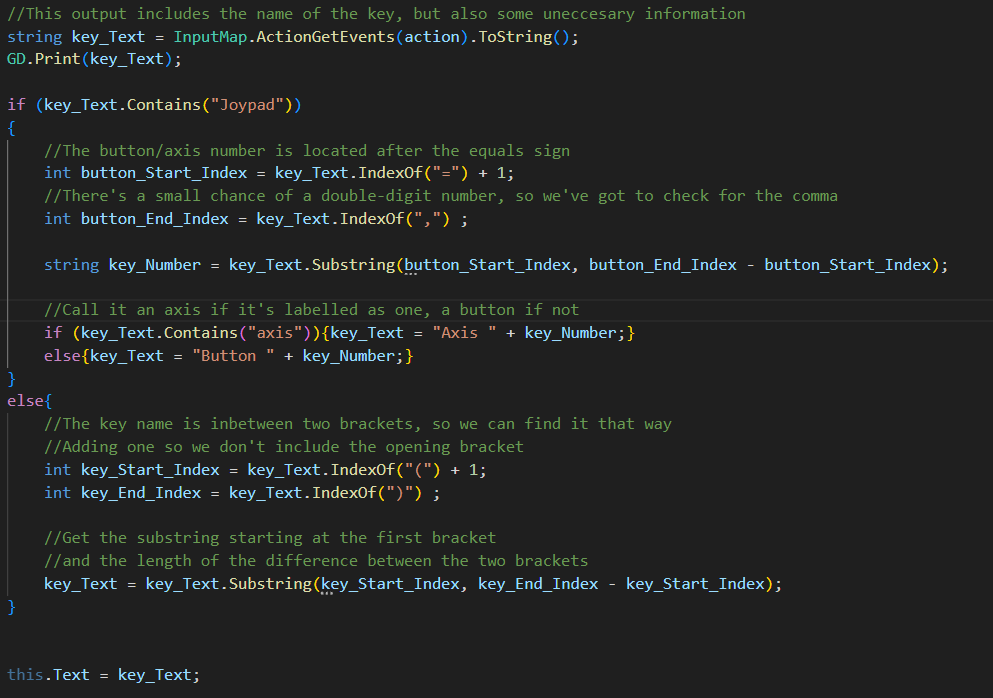 //This output includes the name of the key, but also some uneccesary information
string key_Text = InputMap.ActionGetEvents(action).ToString();
GD.Print(key_Text);
if (key_Text.Contains("Joypad"))
{
//The button/axis number is located after the equals sign
int button_Start_Index = key_Text.IndexOf("=") + 1;
//There's a small chance of a double-digit number, so we've got to check for the comma
int button_End_Index = key_Text.IndexOf(",") ;
string key_Number = key_Text.Substring(button_Start_Index, button_End_Index - button_Start_Index);
//Call it an axis if it's labelled as one, a button if not
if (key_Text.Contains("axis")){key_Text = "Axis " + key_Number;}
else{key_Text = "Button " + key_Number;}
}
else{
//The key name is inbetween two brackets, so we can find it that way
//Adding one so we don't include the opening bracket
int key_Start_Index = key_Text.IndexOf("(") + 1;
int key_End_Index = key_Text.IndexOf(")") ;
//Get the substring starting at the first bracket
//and the length of the difference between the two brackets
key_Text = key_Text.Substring(key_Start_Index, key_End_Index - key_Start_Index);
}
this.Text = key_Text;